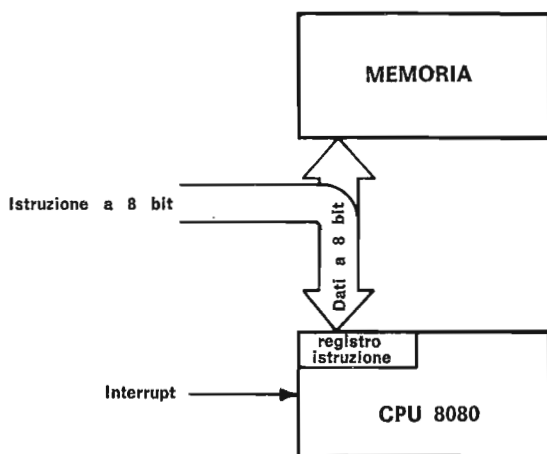 MEMORIA
Istruzione a 8 bit
Dati a 8 bit
registro
istruzione
Interrupt
CPU 8080